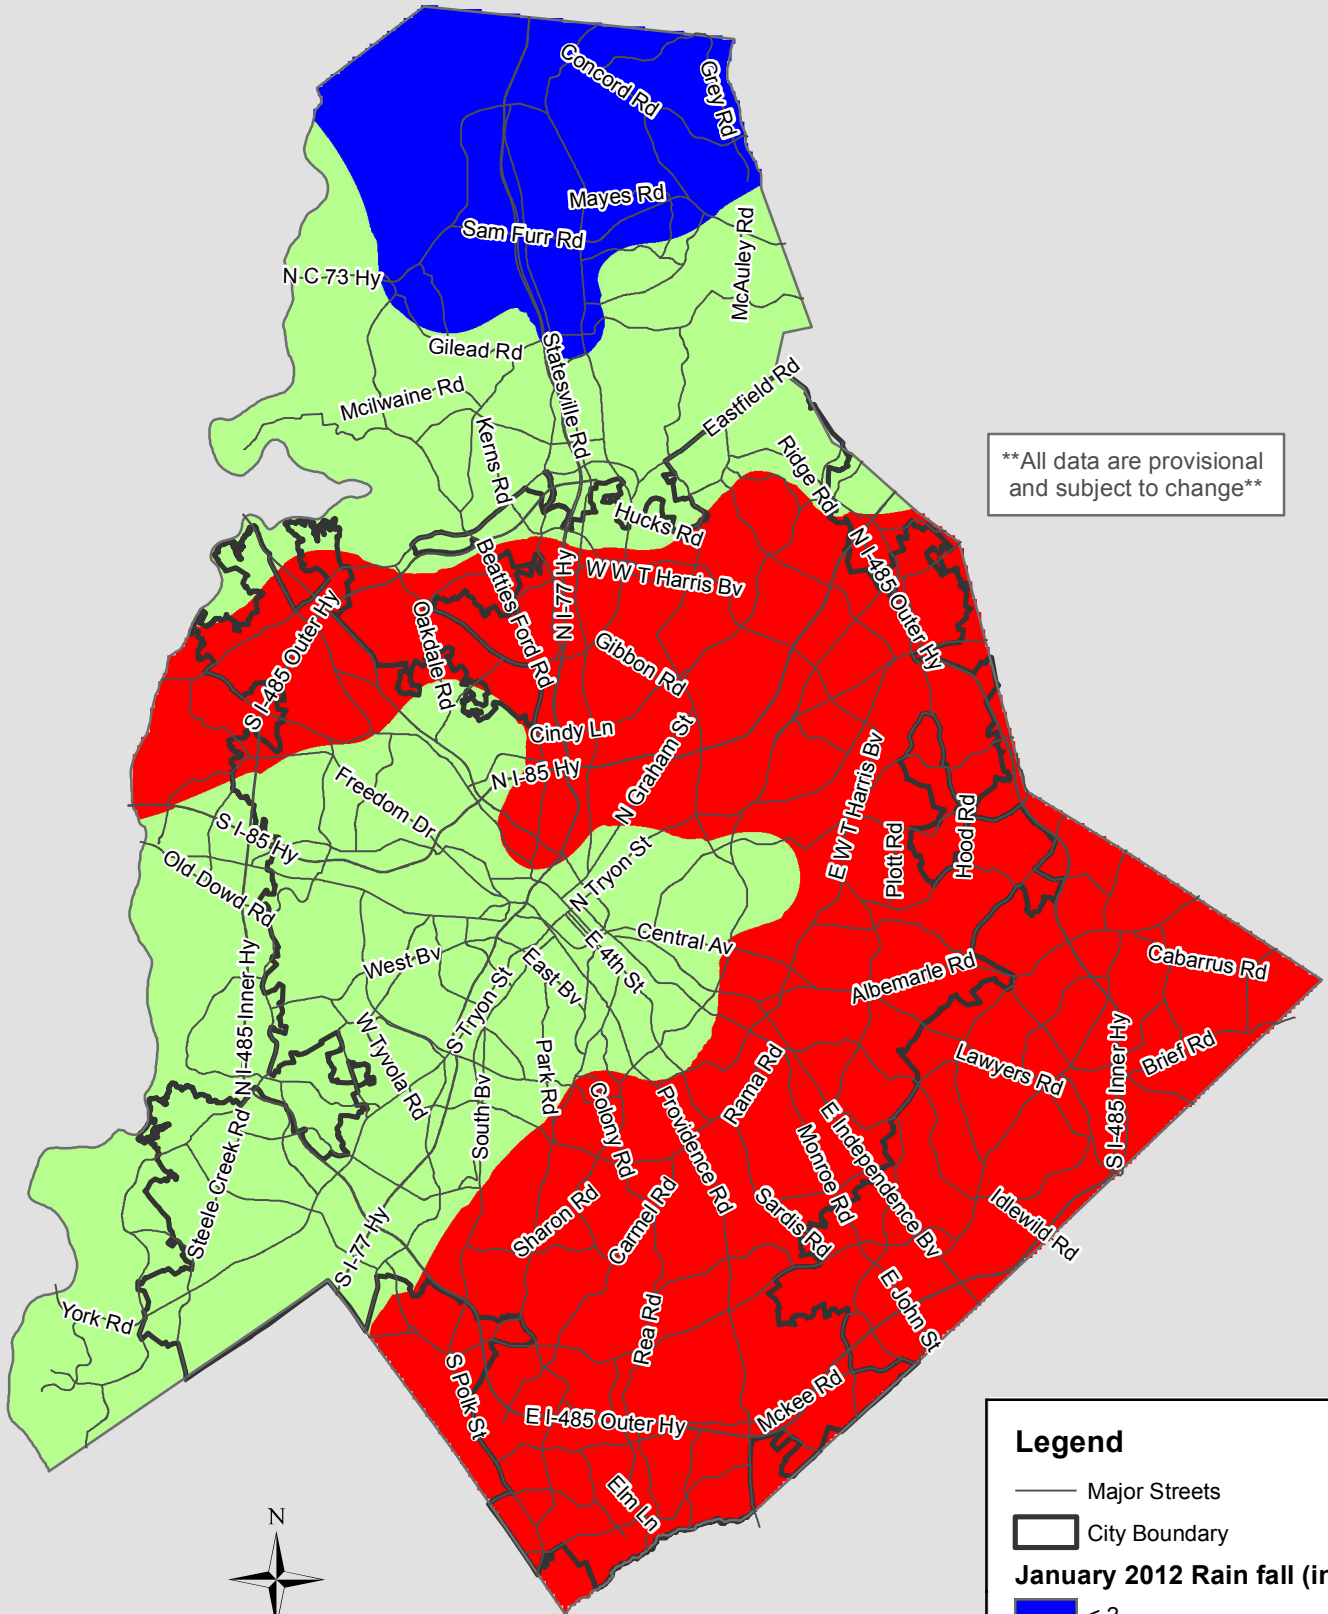 Concord Rd
Grey Rd
Mayes Rd
Sam Furr Rd
McAuley Rd
N C 73 Hy
Gilead Rd
Statesville Rd
Mcilwaine Rd
Eastfield Rd
Kerns Rd
Ridge Rd
**All data are provisional
and subject to change**
Hucks Rd
N I-485 Outer Hy
Beatties Ford Rd
N I-77 Hy
W W T Harris Bv
S I-485 Outer Hy
Oakdale Rd
Gibbon Rd
Cindy Ln
N Graham St
N I-85 Hy
E W T Harris Bv
Freedom Dr
S I-85 Hy
Plott Rd
Hood Rd
Old Dowd Rd
N Tryon St
Central Av
E 4th St
West Bv
East Bv
Albemarle Rd
Cabarrus Rd
N I-485 Inner Hy
S Tryon St
W Tyvola Rd
Park Rd
South Bv
Colony Rd
Providence Rd
Rama Rd
Lawyers Rd
S I-485 Inner Hy
Brief Rd
E Independence Bv
Monroe Rd
Steele Creek Rd
Sharon Rd
Carmel Rd
Sardis Rd
Idlewild Rd
S I-77 Hy
York Rd
E John St
Rea Rd
S Polk St
E I-485 Outer Hy
Mckee Rd
Elm Ln
N
Legend
Major Streets
City Boundary
January 2012 Rain fall (in